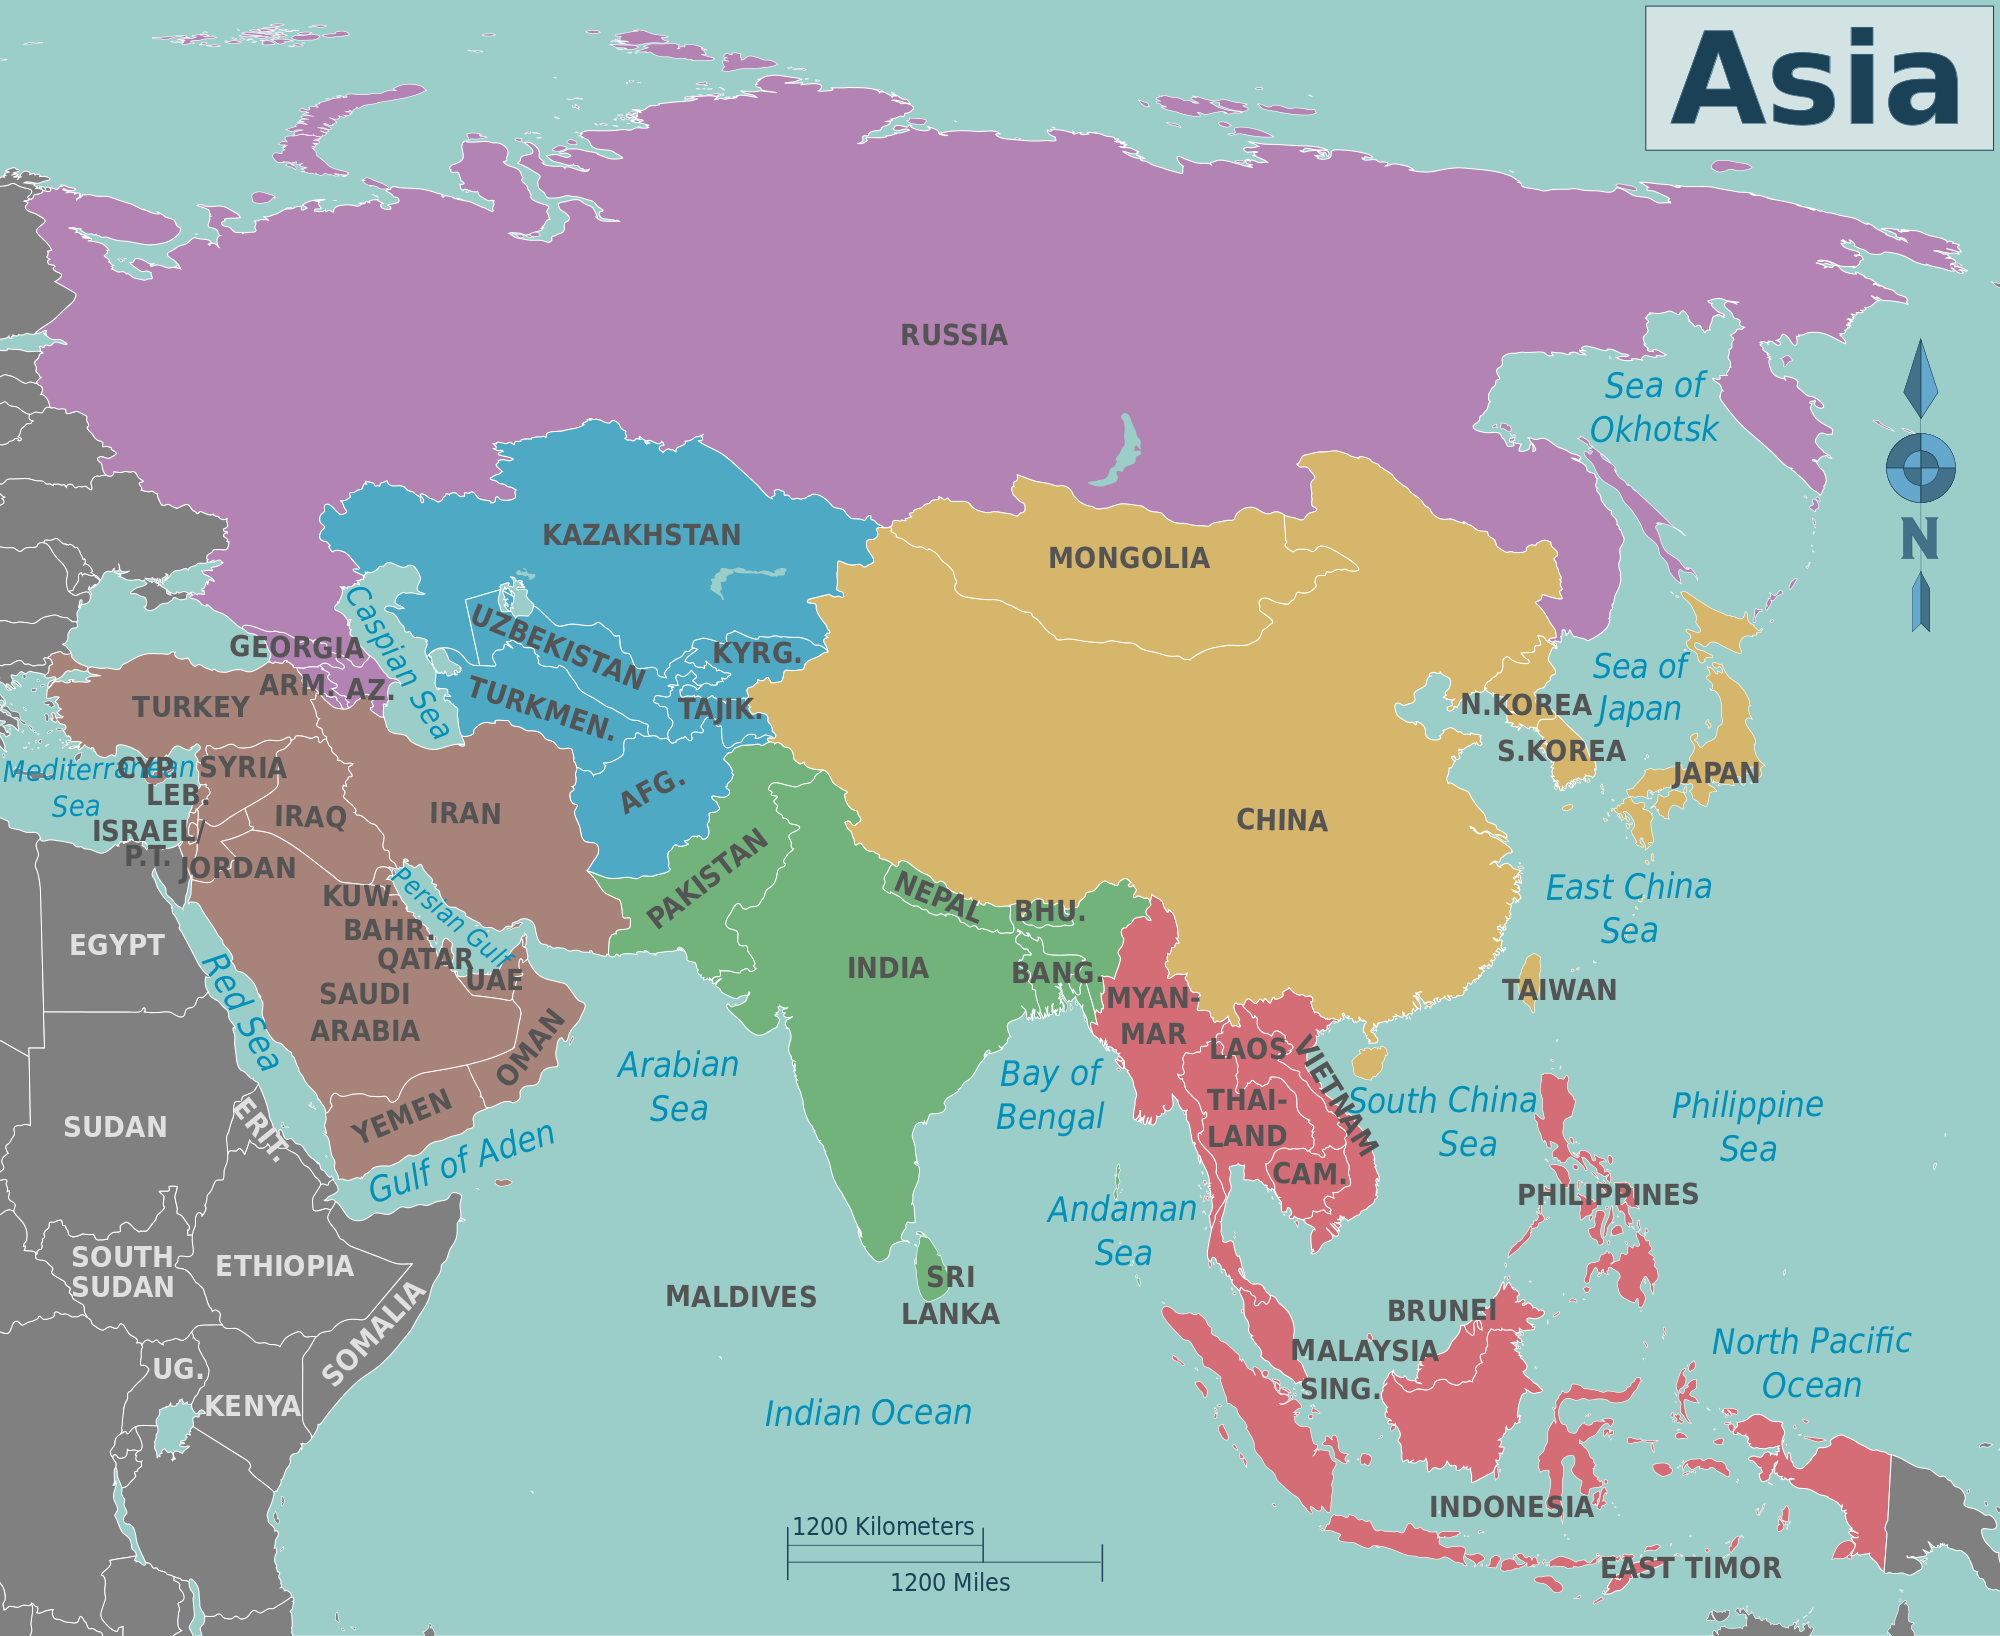 Asia
RUSSIA
Sea of
Okhotsk
N
KAZAKHSTAN
MONGOLIA
UZBEKISTAN
Caspian Sea
GEORGIA
KYRG.
ARM.
AZ.
TURKEY
TURKMEN.
TAJIK.
Sea of
Japan
N.KOREA
S.KOREA
JAPAN
Mediterranean
Sea
CYP.
SYRIA
LEB.
ISRAEL/
P.T.
JORDAN
IRAQ
IRAN
AFG.
CHINA
PAKISTAN
KUW.
BAHR.
QATAR
UAE
Persian Gulf
NEPAL
BHU.
East China
Sea
EGYPT
Red Sea
SAUDI
ARABIA
OMAN
INDIA
BANG.
MYAN-
MAR
TAIWAN
LAOS
VIETNAM
Arabian
Sea
Bay of
Bengal
THAI-
LAND
South China
Sea
Philippine
Sea
SUDAN
ERIT.
YEMEN
Gulf of Aden
CAM.
PHILIPPINES
Andaman
Sea
SOUTH
SUDAN
ETHIOPIA
SOMALIA
MALDIVES
SRI
LANKA
BRUNEI
MALAYSIA
SING.
North Pacific
Ocean
UG.
KENYA
Indian Ocean
INDONESIA
EAST TIMOR
1200 Kilometers
1200 Miles